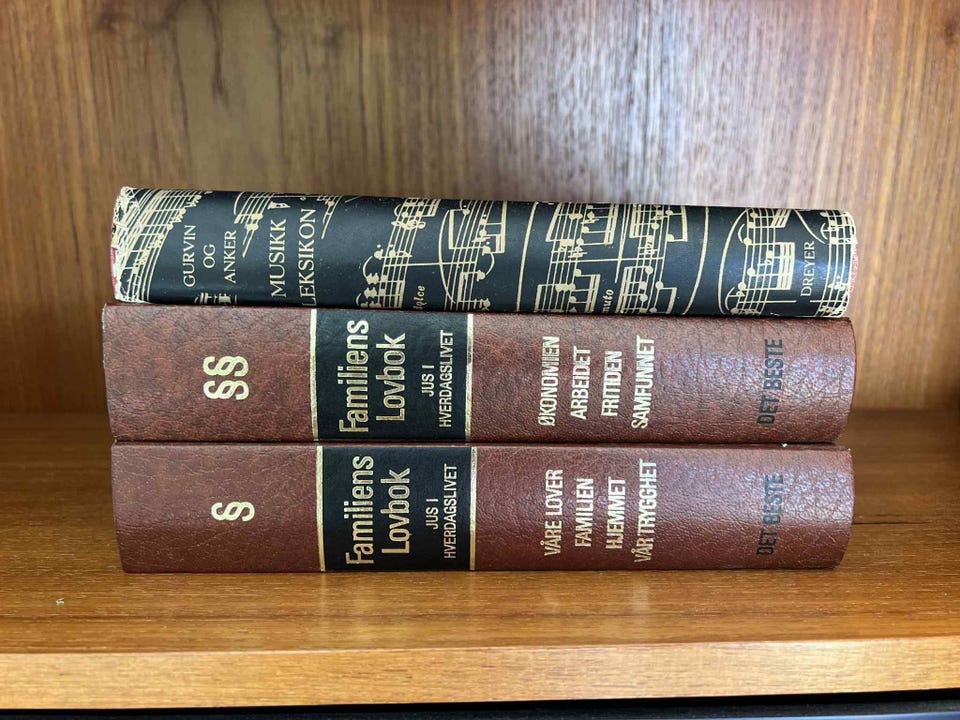 GURVIN
OG
ANKER
MUSIKK
LEKSIKON
dolce
DREYER
§§
Familiens
Lovbok
JUS I
HVERDAGSLIVET
ØKONOMIEN
ARBEIDET
FRITIDEN
SAMFUNNET
DET BESTE
§
Familiens
Lovbok
JUS I
HVERDAGSLIVET
VÅRE LOVER
FAMILIEN
HJEMMET
VÅR TRYGGHET
DET BESTE